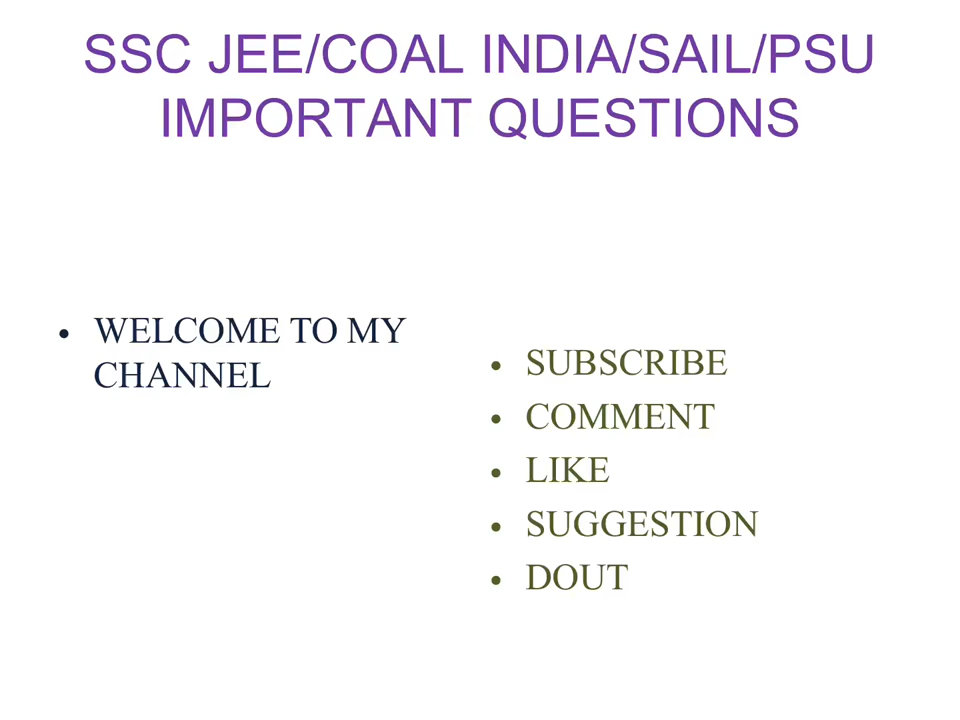 SSC JEE/COAL INDIA/SAIL/PSU
IMPORTANT QUESTIONS
• WELCOME TO MY
CHANNEL
• SUBSCRIBE
• COMMENT
• LIKE
• SUGGESTION
• DOUT